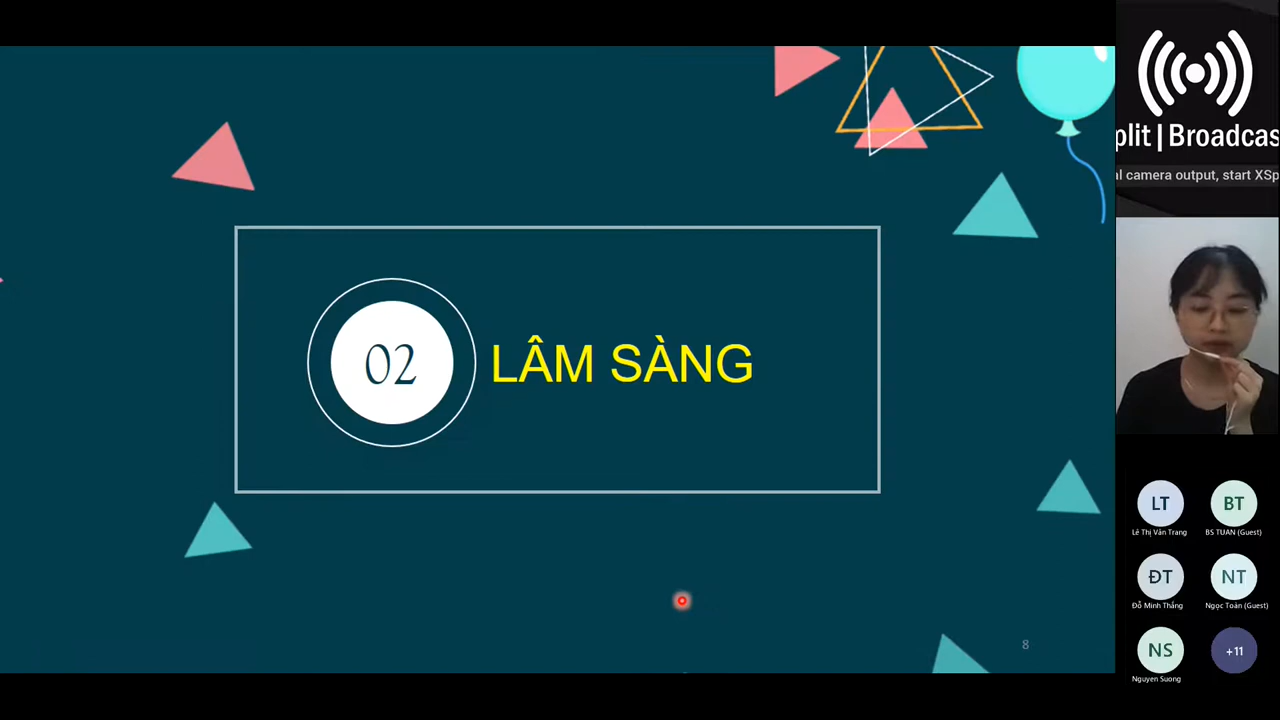 02
LÂM SÀNG
8
plit | Broadcas
al camera output, start XSp
LT
BT
Lê Thị Vân Trang
BS TUAN (Guest)
ĐT
NT
Đỗ Minh Thắng
Ngọc Toàn (Guest)
NS
+11
Nguyen Suong